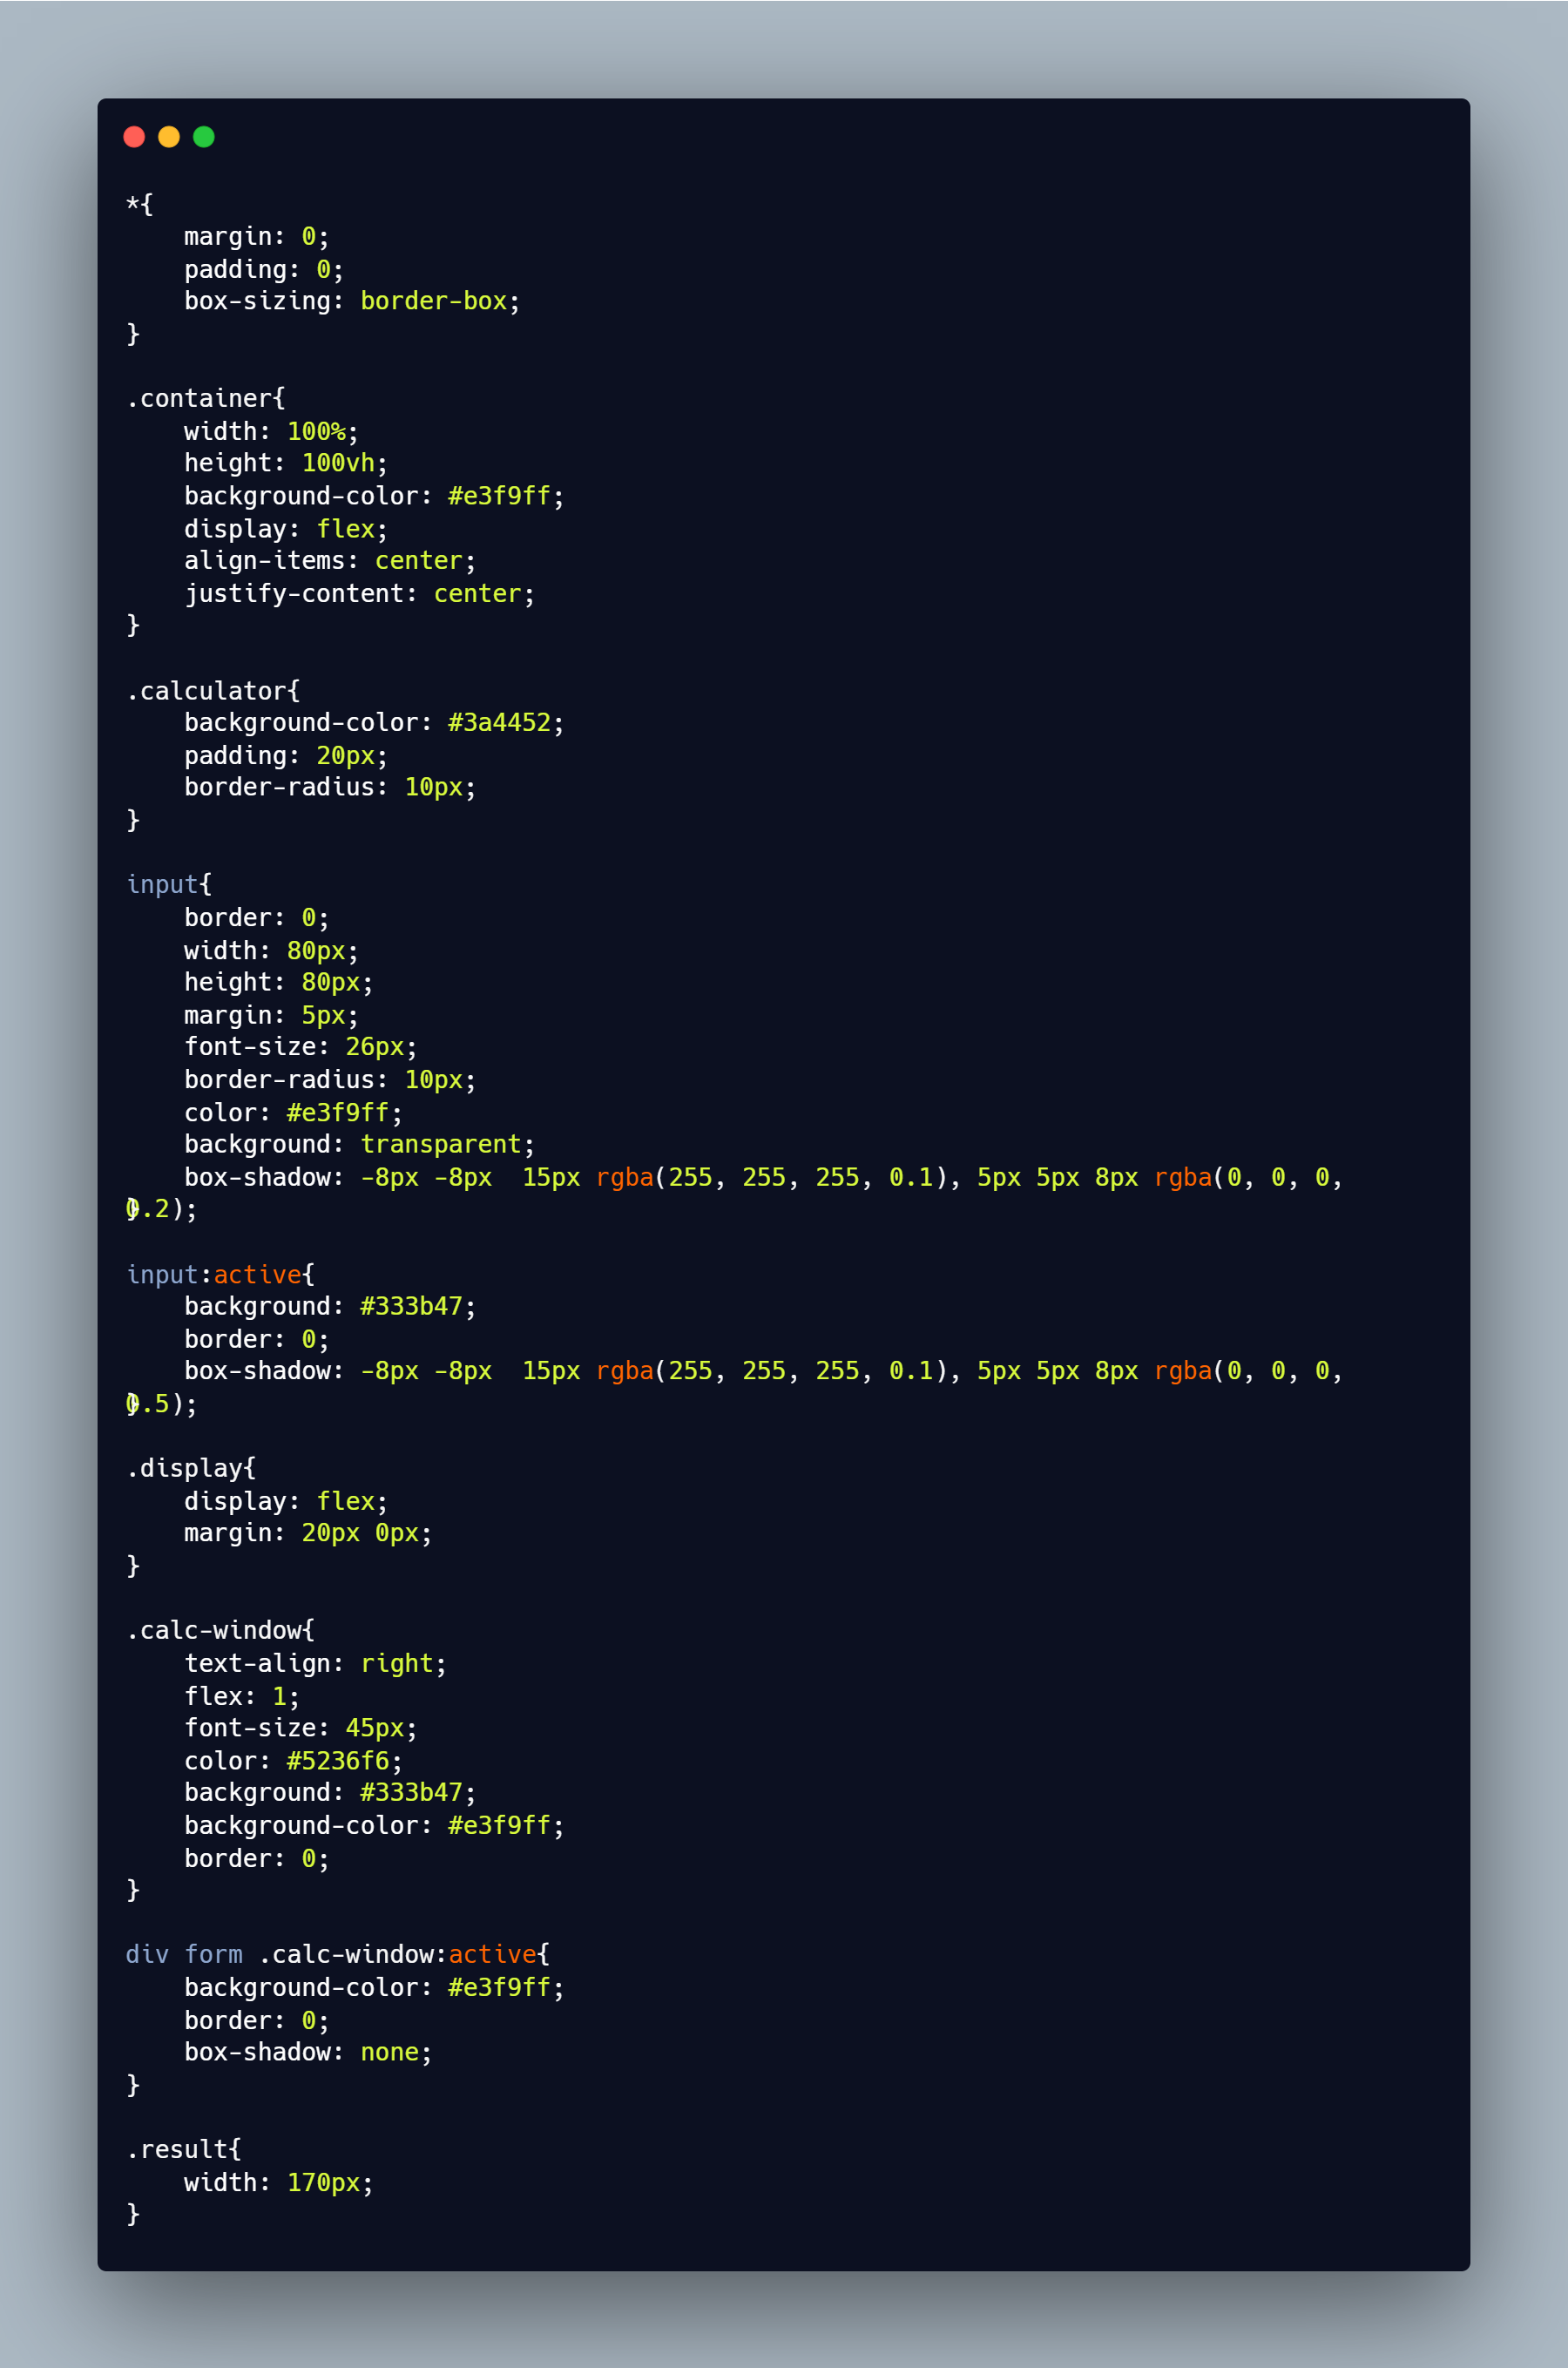 *{
    margin: 0;
    padding: 0;
    box-sizing: border-box;
}

.container{
    width: 100%;
    height: 100vh;
    background-color: #e3f9ff;
    display: flex;
    align-items: center;
    justify-content: center;
}

.calculator{
    background-color: #3a4452;
    padding: 20px;
    border-radius: 10px;
}

input{
    border: 0;
    width: 80px;
    height: 80px;
    margin: 5px;
    font-size: 26px;
    border-radius: 10px;
    color: #e3f9ff;
    background: transparent;
    box-shadow: -8px -8px  15px rgba(255, 255, 255, 0.1), 5px 5px 8px rgba(0, 0, 0,
0.2);
}

input:active{
    background: #333b47;
    border: 0;
    box-shadow: -8px -8px  15px rgba(255, 255, 255, 0.1), 5px 5px 8px rgba(0, 0, 0,
0.5);
}

.display{
    display: flex;
    margin: 20px 0px;
}

.calc-window{
    text-align: right;
    flex: 1;
    font-size: 45px;
    color: #5236f6;
    background: #333b47;
    background-color: #e3f9ff;
    border: 0;
}

div form .calc-window:active{
    background-color: #e3f9ff;
    border: 0;
    box-shadow: none;
}

.result{
    width: 170px;
}